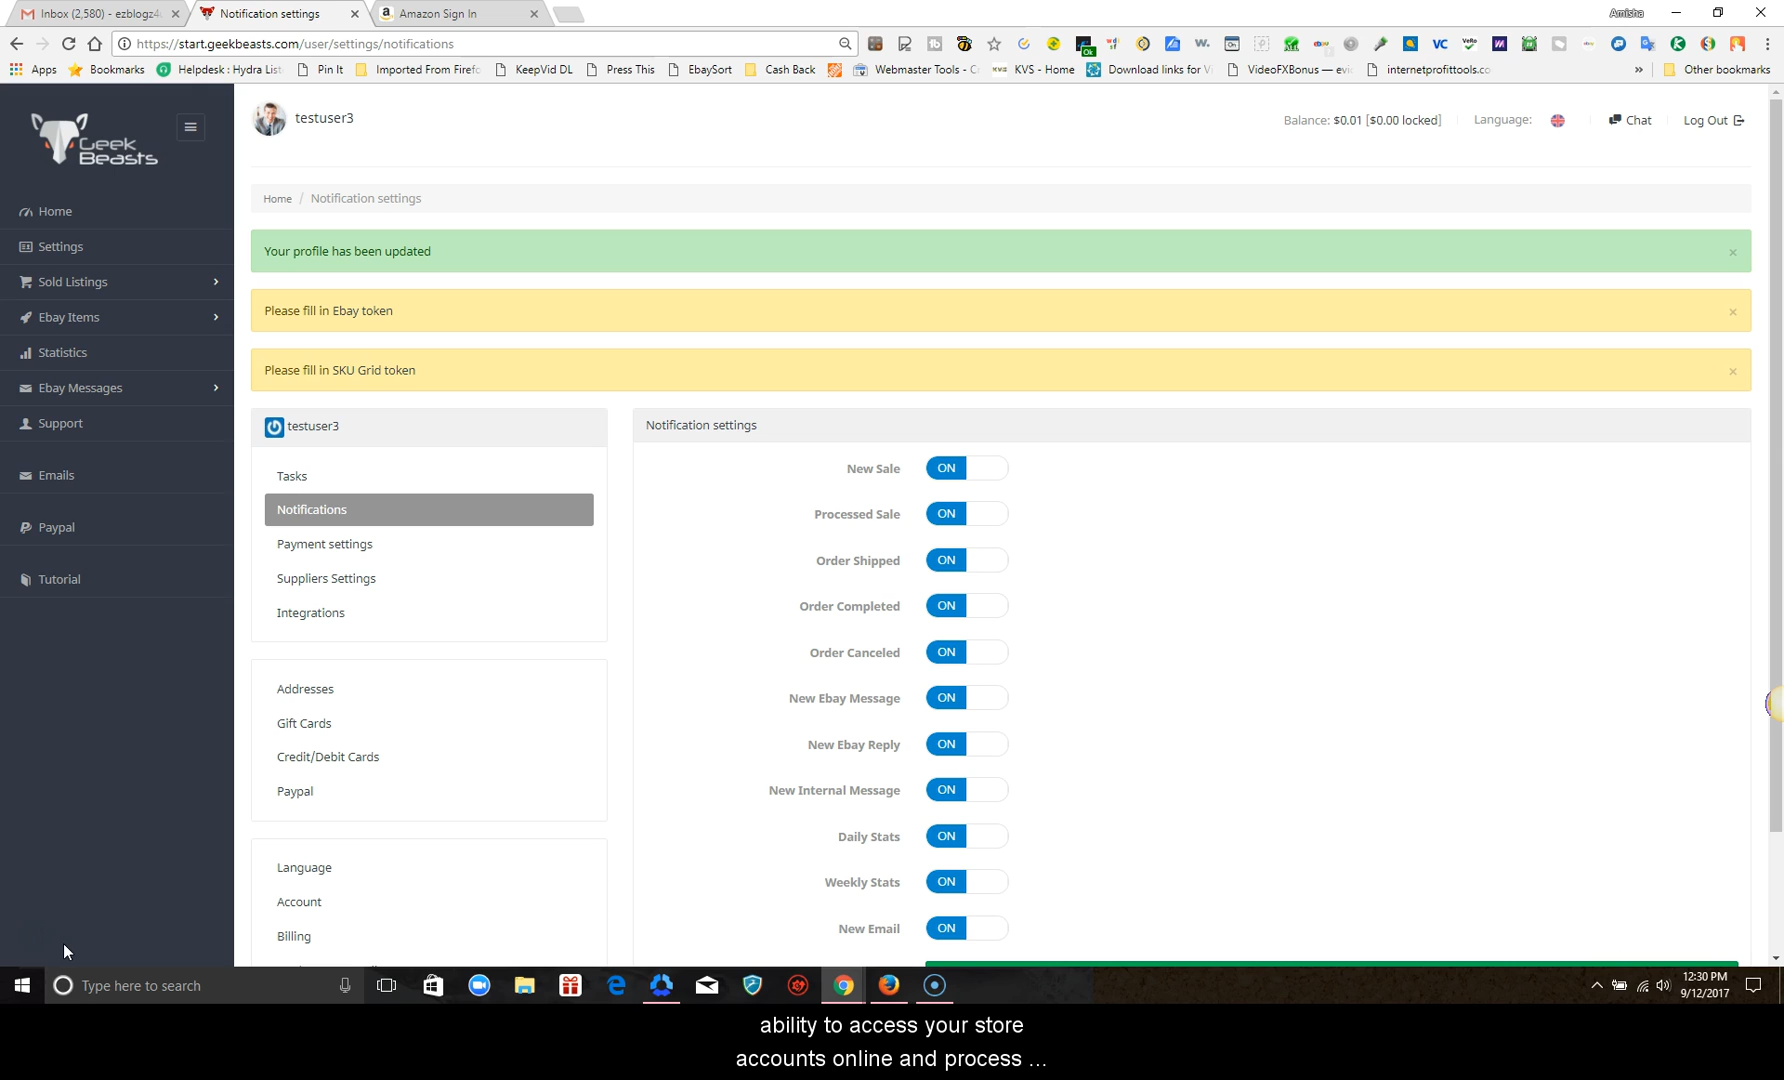 Inbox (2,580) - ezblogz4
Notification settings
Amazon Sign In
Amisha
https://start.geekbeasts.com/user/settings/notifications
Apps
Bookmarks
Helpdesk : Hydra List
Pin It
Imported From Firefo
KeepVid DL
Press This
EbaySort
Cash Back
Webmaster Tools - C
KVS - Home
Download links for V
VideoFXBonus — evic
internetprofittools.co
Other bookmarks
Geek
Beasts
testuser3
Balance: $0.01 [$0.00 locked]
Language:
Chat
Log Out
Home / Notification settings
Home
Settings
Sold Listings
Ebay Items
Statistics
Ebay Messages
Support
Emails
Paypal
Tutorial
Your profile has been updated
Please fill in Ebay token
Please fill in SKU Grid token
testuser3
Tasks
Notifications
Payment settings
Suppliers Settings
Integrations
Addresses
Gift Cards
Credit/Debit Cards
Paypal
Language
Account
Billing
Notification settings
New Sale ON
Processed Sale ON
Order Shipped ON
Order Completed ON
Order Canceled ON
New Ebay Message ON
New Ebay Reply ON
New Internal Message ON
Daily Stats ON
Weekly Stats ON
New Email ON
Type here to search
12:30 PM
9/12/2017
ability to access your store
accounts online and process ...